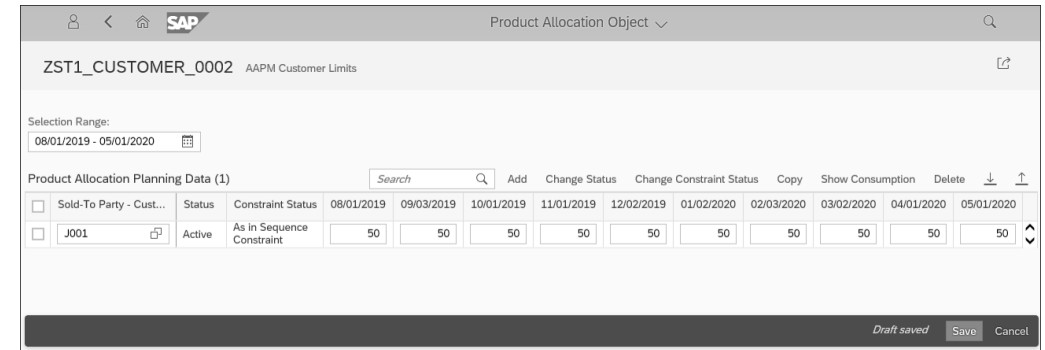 SAP Product Allocation Object
ZST1_CUSTOMER_0002 AAPM Customer Limits
Selection Range:
08/01/2019 - 05/01/2020
Product Allocation Planning Data (1) Search Add Change Status Change Constraint Status Copy Show Consumption Delete
Sold-To Party - Cust... Status Constraint Status 08/01/2019 09/03/2019 10/01/2019 11/01/2019 12/02/2019 01/02/2020 02/03/2020 03/02/2020 04/01/2020 05/01/2020
J001 Active As in Sequence Constraint 50 50 50 50 50 50 50 50 50 50
Draft saved Save Cancel